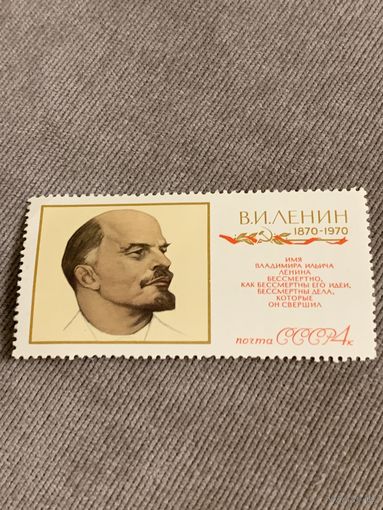 В.И.ЛЕНИН
1870-1970
ИМЯ
ВЛАДИМИРА ИЛЬИЧА
ЛЕНИНА
БЕССМЕРТНО,
КАК БЕССМЕРТНЫ ЕГО ИДЕИ,
БЕССМЕРТНЫ ДЕЛА,
КОТОРЫЕ
ОН СВЕРШИЛ
почта СССР 4к